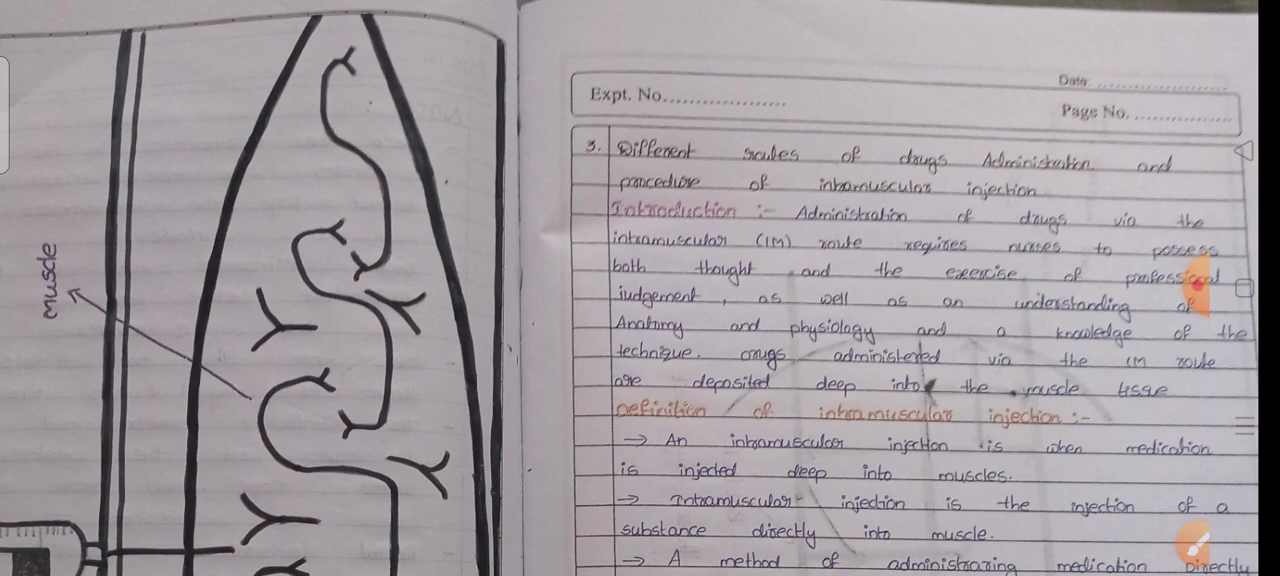 muscle
Date ........................
Expt. No....................
Page No. ..................
3. Different routes of drugs Administration and
procedure of intramuscular injection
Introduction :- Administration of drugs via the
intramuscular (IM) route requires nurses to possess
both thought and the exercise of professional
judgement, as well as an understanding of
Anatomy and physiology and a knowledge of the
technique. Drugs administered via the IM route
are deposited deep into the muscle tissue
Definition of intramuscular injection :-
→ An intramuscular injection is when medication
is injected deep into muscles.
→ Intramuscular injection is the injection of a
substance directly into muscle.
→ A method of administraring medication Directly